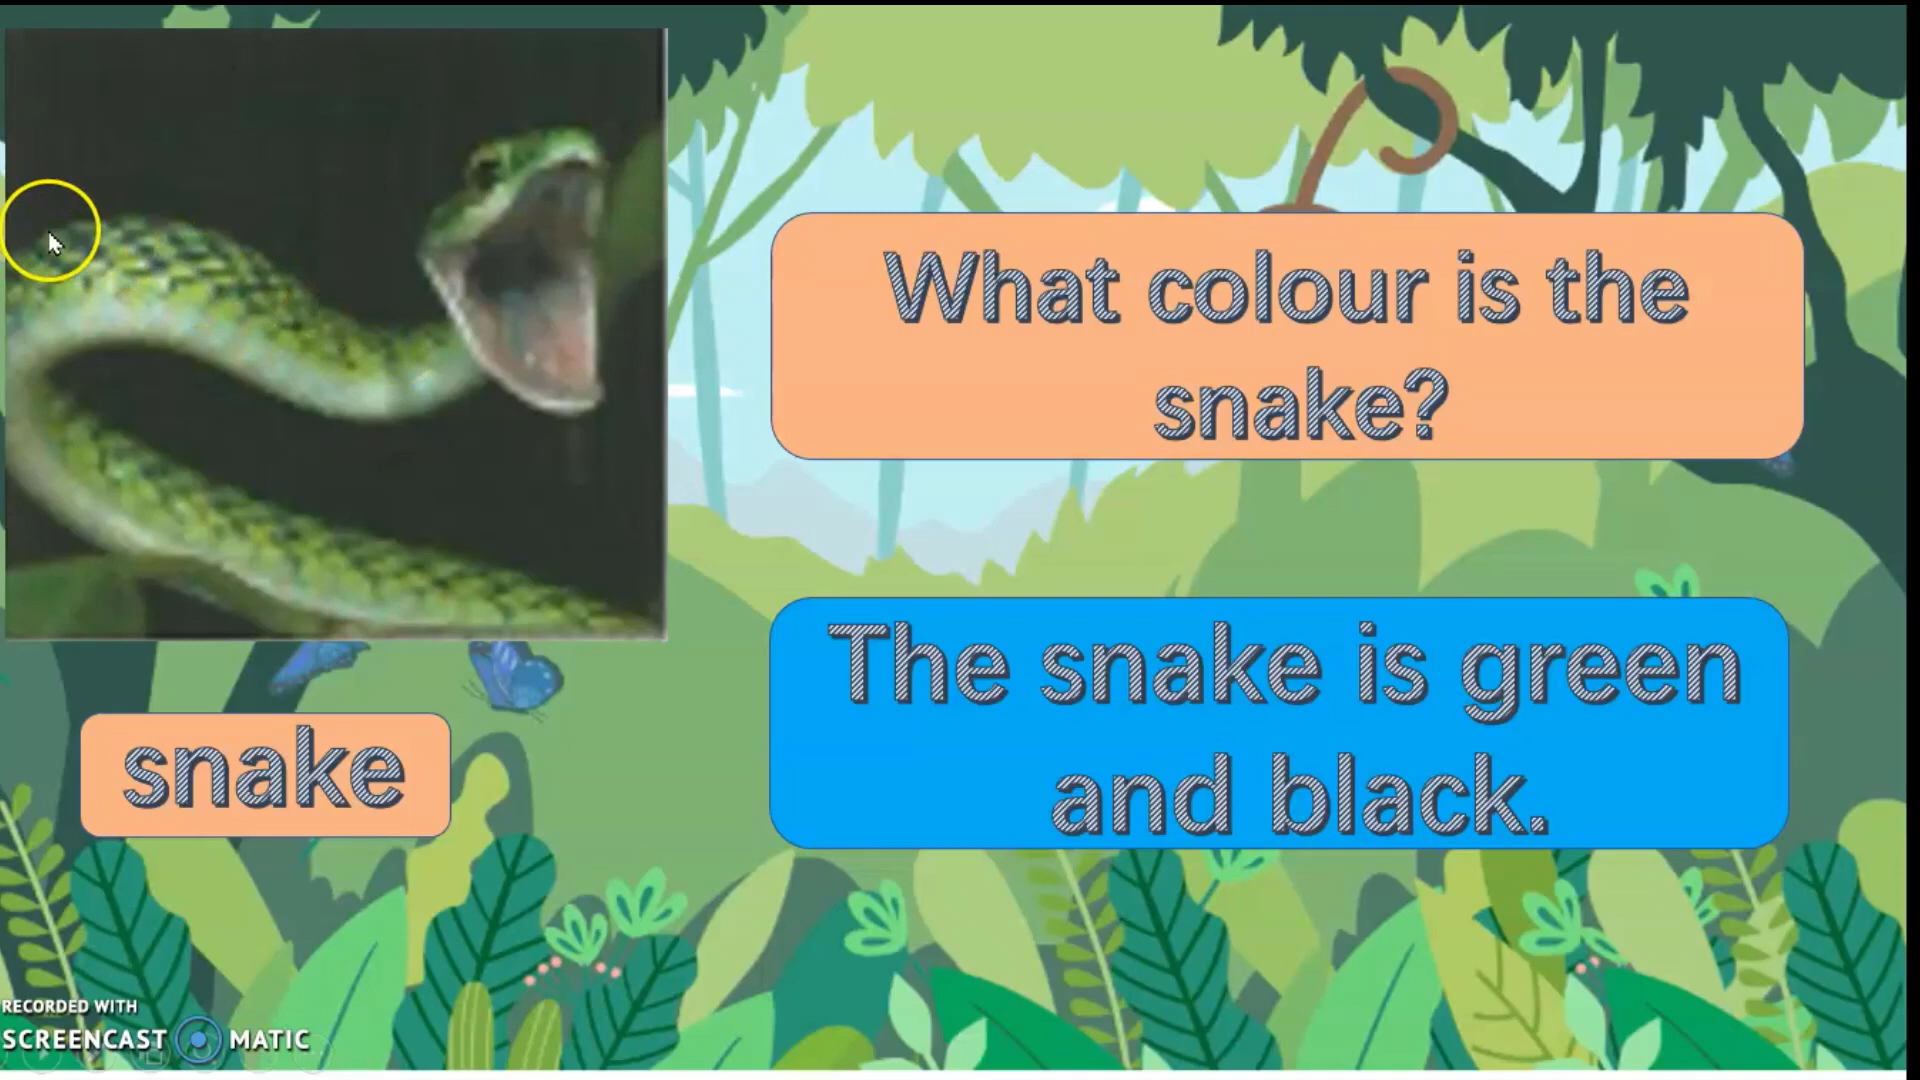 What colour is the
snake?
The snake is green
and black.
snake
RECORDED WITH
SCREENCAST MATIC